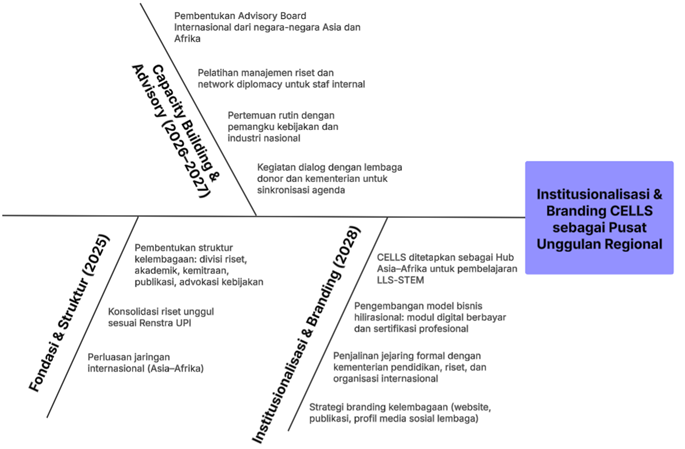 Pembentukan Advisory Board
Internasional dari negara-negara Asia dan
Afrika
Pelatihan manajemen riset dan
network diplomacy untuk staf internal
Pertemuan rutin dengan
pemangku kebijakan dan
industri nasional
Kegiatan dialog dengan lembaga
donor dan kementerian untuk
sinkronisasi agenda
Capacity Building &
Advisory (2026–2027)
Institusionalisasi &
Branding CELLS
sebagai Pusat
Unggulan Regional
Fondasi & Struktur (2025)
Pembentukan struktur
kelembagaan: divisi riset,
akademik, kemitraan,
publikasi, advokasi kebijakan
Konsolidasi riset unggul
sesuai Renstra UPI
Perluasan jaringan
internasional (Asia–Afrika)
Institusionalisasi & Branding (2028)
CELLS ditetapkan sebagai Hub
Asia–Afrika untuk pembelajaran
LLS-STEM
Pengembangan model bisnis
hilirasional: modul digital berbayar
dan sertifikasi profesional
Penjalinan jejaring formal dengan
kementerian pendidikan, riset, dan
organisasi internasional
Strategi branding kelembagaan (website,
publikasi, profil media sosial lembaga)